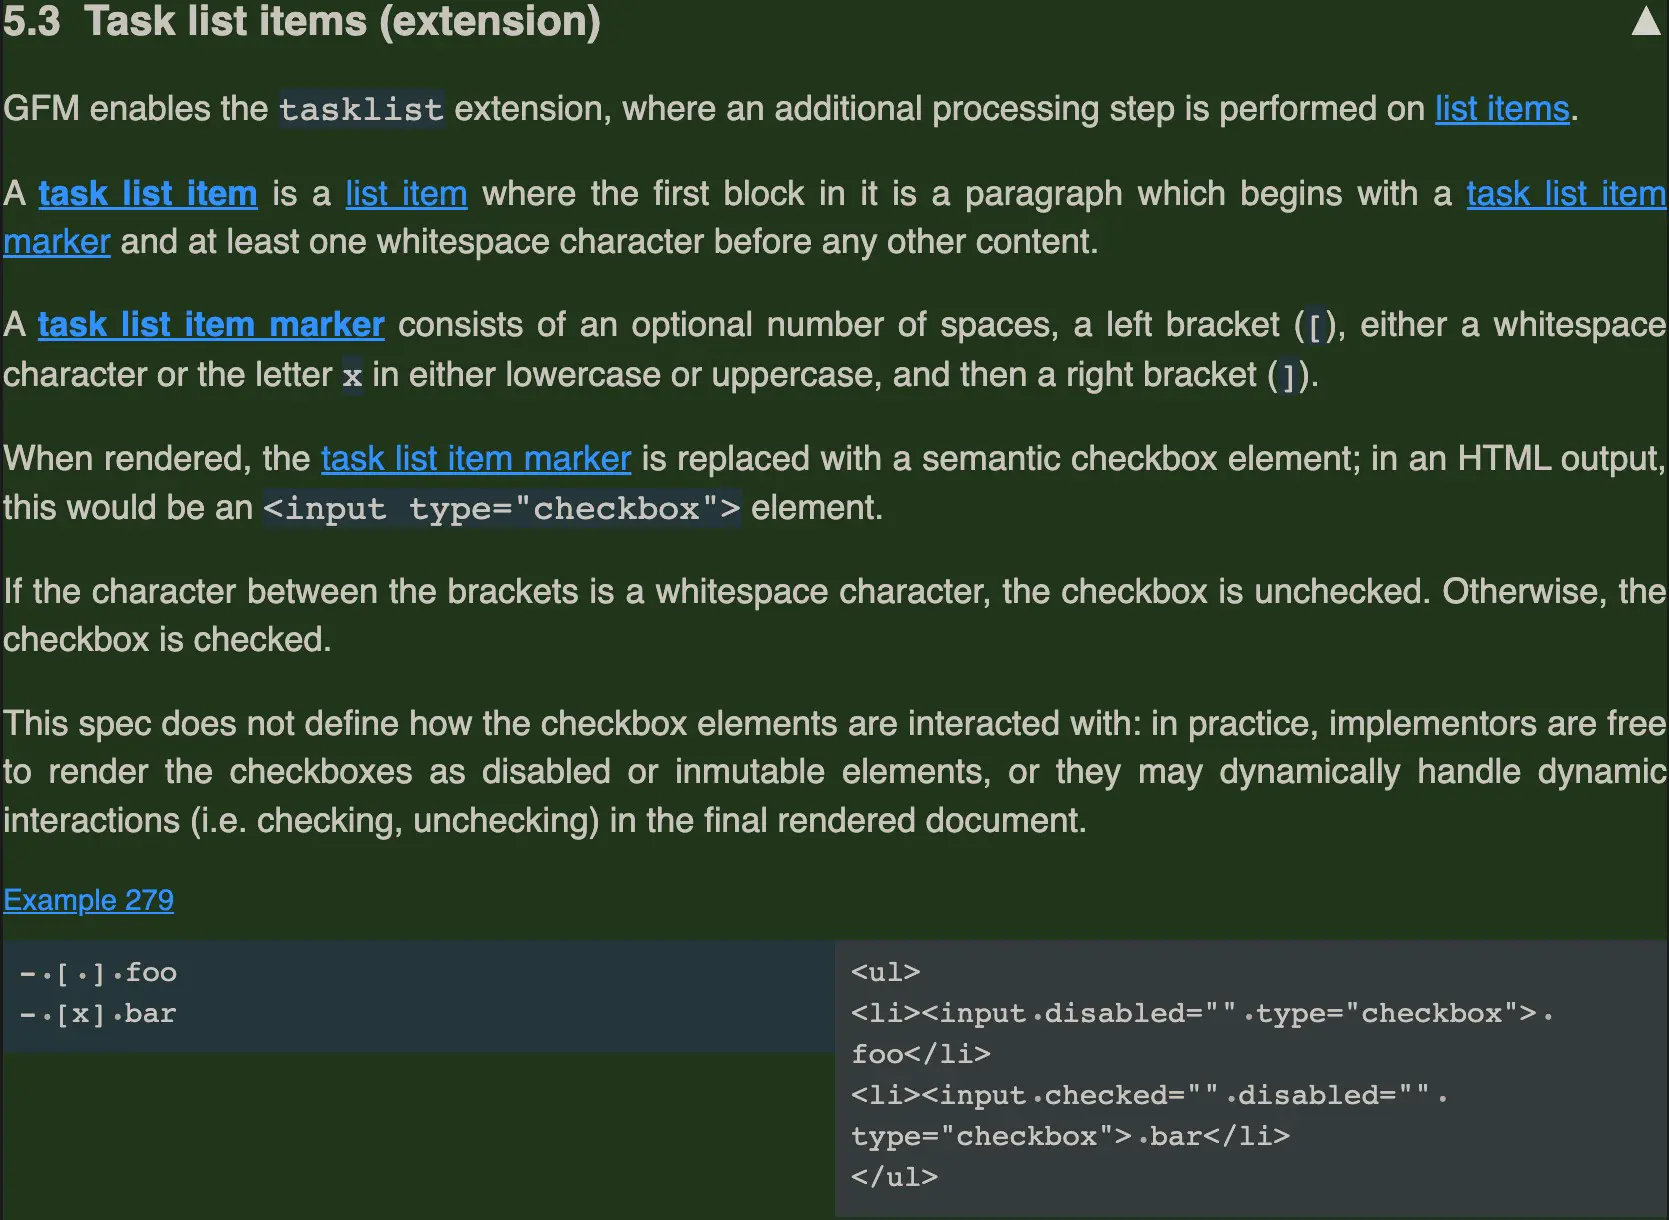 5.3 Task list items (extension) ▲
GFM enables the tasklist extension, where an additional processing step is performed on list items.
A task list item is a list item where the first block in it is a paragraph which begins with a task list item
marker and at least one whitespace character before any other content.
A task list item marker consists of an optional number of spaces, a left bracket ([), either a whitespace
character or the letter x in either lowercase or uppercase, and then a right bracket (]).
When rendered, the task list item marker is replaced with a semantic checkbox element; in an HTML output,
this would be an <input type="checkbox"> element.
If the character between the brackets is a whitespace character, the checkbox is unchecked. Otherwise, the
checkbox is checked.
This spec does not define how the checkbox elements are interacted with: in practice, implementors are free
to render the checkboxes as disabled or inmutable elements, or they may dynamically handle dynamic
interactions (i.e. checking, unchecking) in the final rendered document.
Example 279
-·[·]·foo
-·[x]·bar
<ul>
<li><input·disabled=""·type="checkbox">·
foo</li>
<li><input·checked=""·disabled=""·
type="checkbox">·bar</li>
</ul>